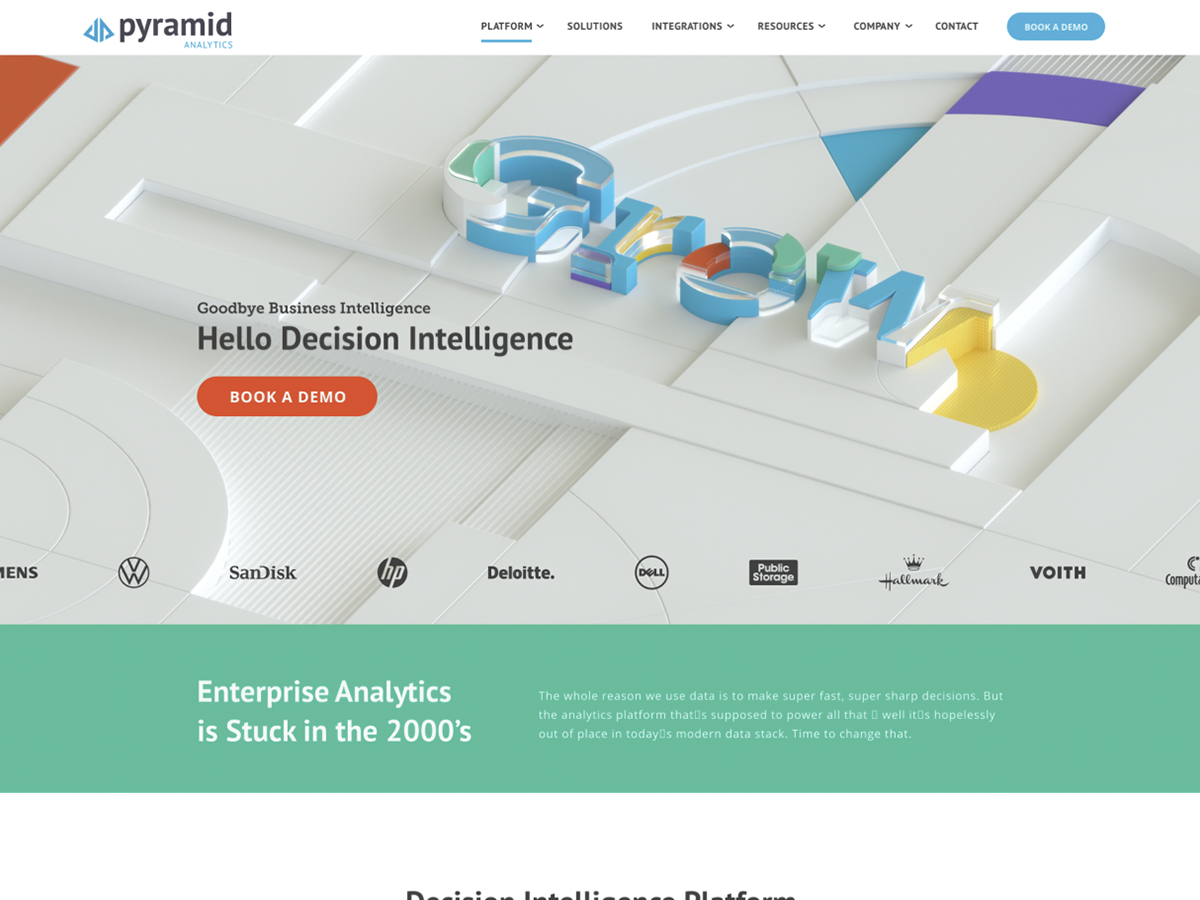 pyramid
ANALYTICS
PLATFORM
SOLUTIONS
INTEGRATIONS
RESOURCES
COMPANY
CONTACT
BOOK A DEMO
Grow
Goodbye Business Intelligence
Hello Decision Intelligence
BOOK A DEMO
MENS
VW
SanDisk
hp
Deloitte.
DELL
Public
Storage
Hallmark
VOITH
Computa
Enterprise Analytics
is Stuck in the 2000’s
The whole reason we use data is to make super fast, super sharp decisions. But
the analytics platform that▯s supposed to power all that ▯ well it▯s hopelessly
out of place in today▯s modern data stack. Time to change that.
Decision Intelligence Platform